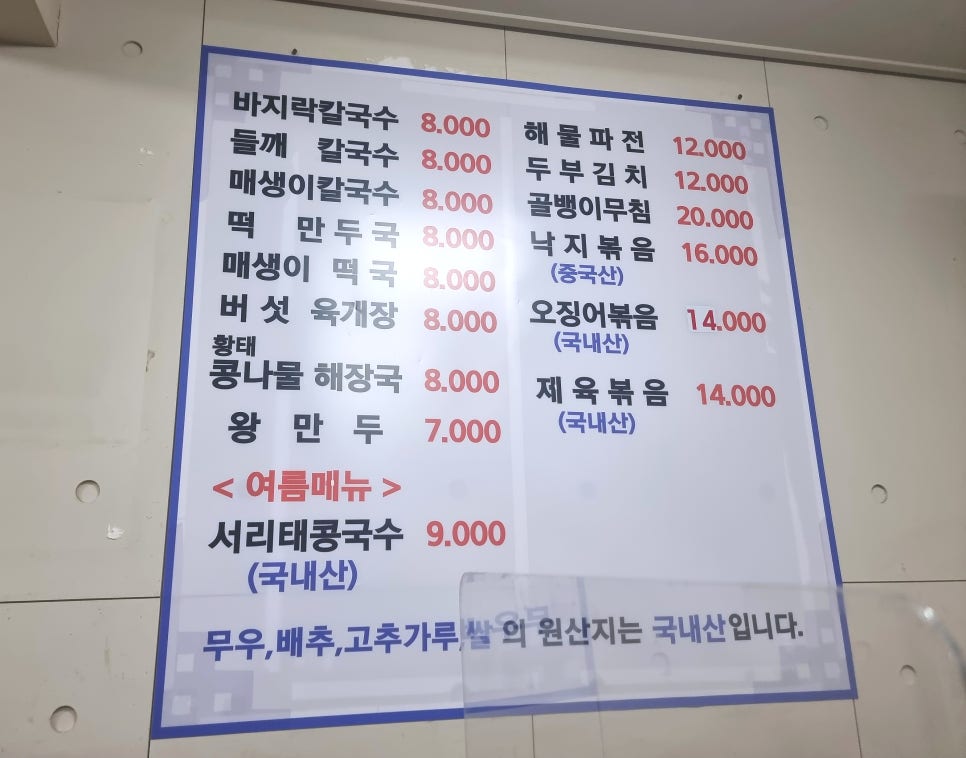 바지락칼국수 8.000
들깨 칼국수 8.000
매생이칼국수 8.000
떡 만두국 8.000
매생이 떡국 8.000
버섯 육개장 8.000
황태
콩나물 해장국 8.000
왕만두 7.000
< 여름메뉴 >
서리태콩국수 9.000
(국내산)
해물파전 12.000
두부김치 12.000
골뱅이무침 20.000
낙지볶음 16.000
(중국산)
오징어볶음 14.000
(국내산)
제육볶음 14.000
(국내산)
무우,배추,고추가루,쌀 의 원산지는 국내산입니다.